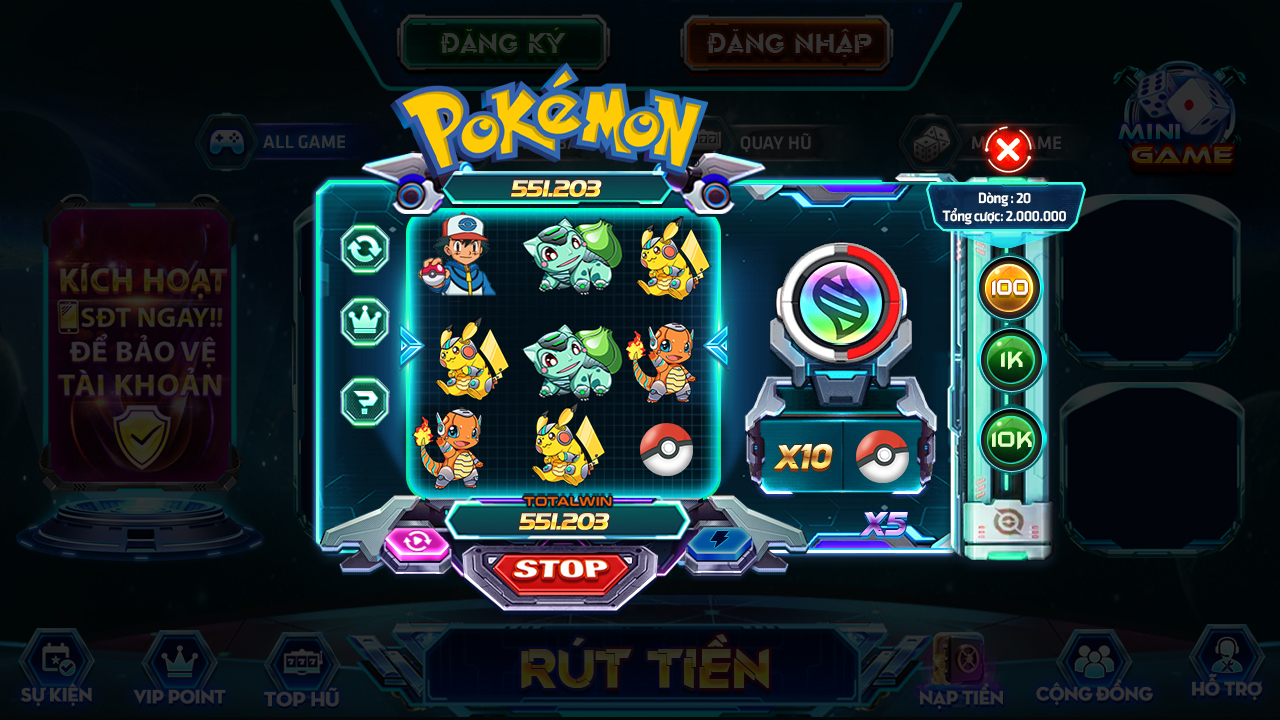 ĐĂNG KÝ
ĐĂNG NHẬP
POKÉMON
ALL GAME
QUAY HŨ
MINI
GAME
551.203
Dòng : 20
Tổng cược: 2.000.000
KÍCH HOẠT
SĐT NGAY!!
ĐỂ BẢO VỆ
TÀI KHOẢN
100
1K
10K
X10
TOTALWIN
551.203
X5
STOP
RÚT TIỀN
SỰ KIỆN
VIP POINT
TOP HŨ
NẠP TIỀN
CỘNG ĐỒNG
HỖ TRỢ